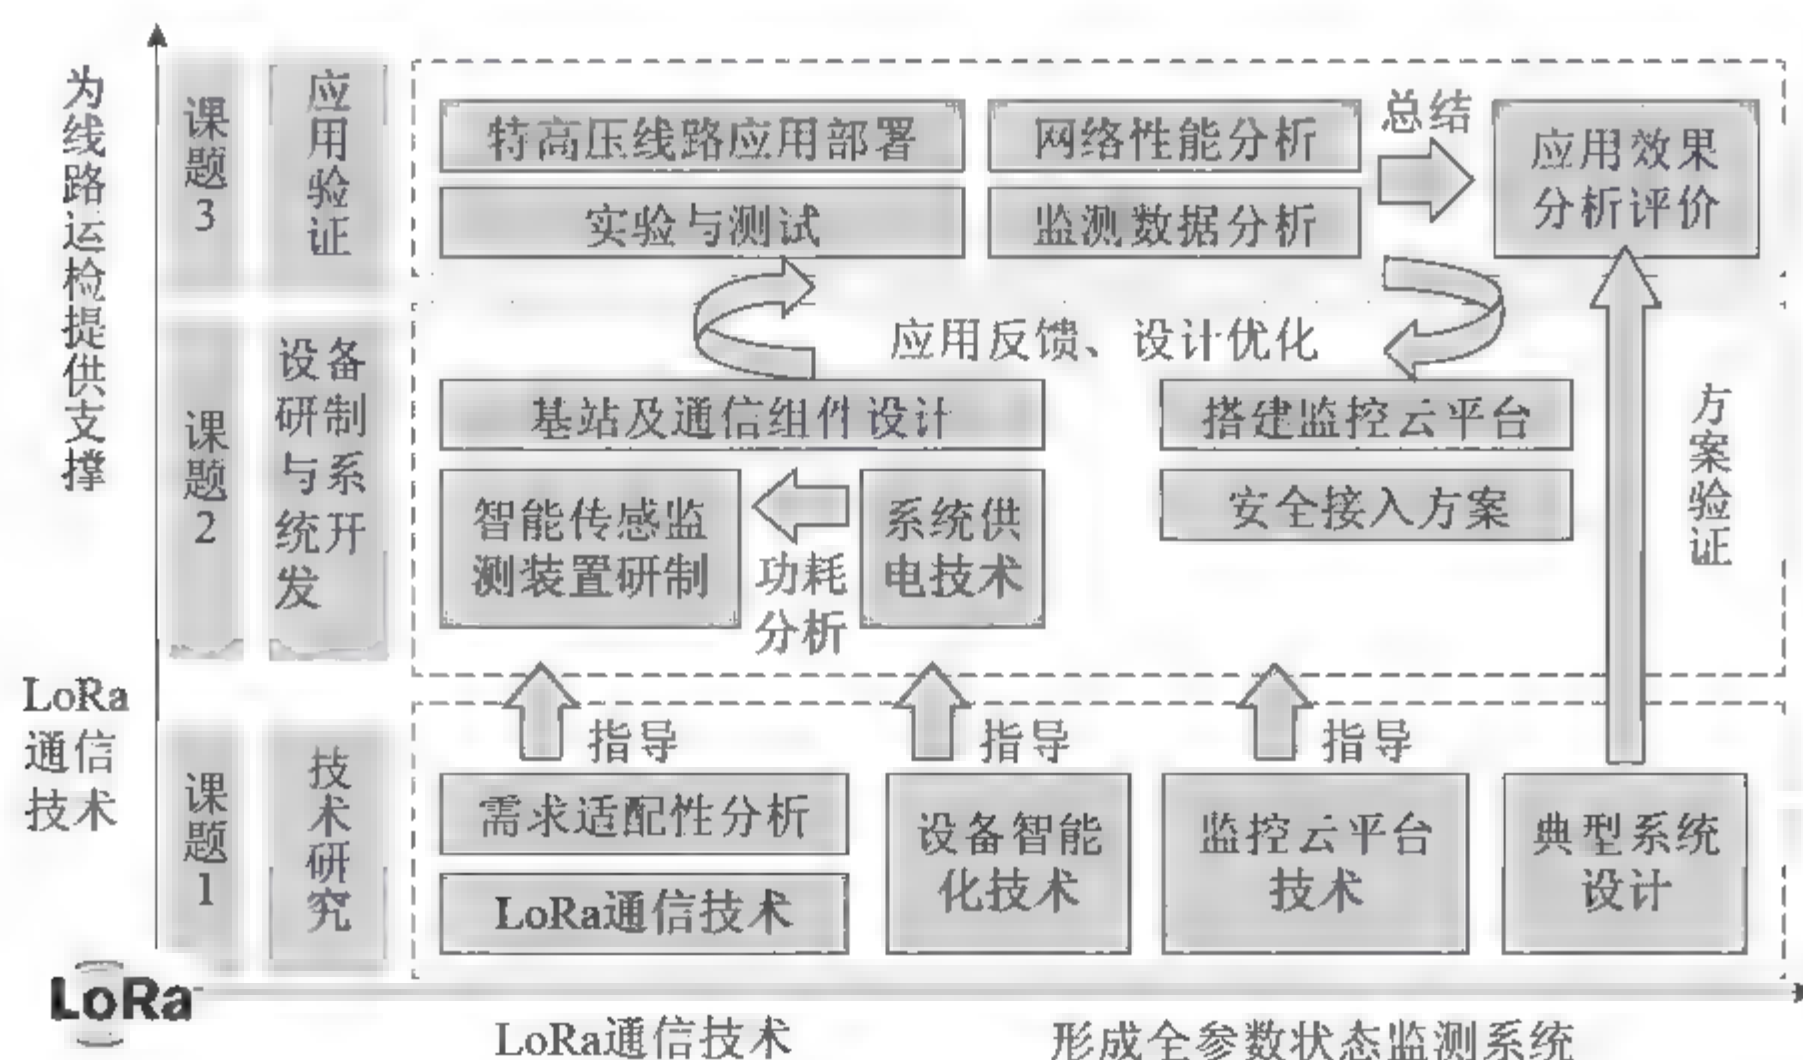 为线路运检提供支撑
LoRa
通信
技术
课题3
应用验证
特高压线路应用部署
网络性能分析
总结
应用效果
分析评价
实验与测试
监测数据分析
课题2
设备
研制
与系
统开
发
应用反馈、设计优化
基站及通信组件设计
搭建监控云平台
智能传感监
测装置研制
功耗
分析
系统供
电技术
安全接入方案
方案验证
课题1
技术研究
指导
指导
指导
需求适配性分析
LoRa通信技术
设备智能
化技术
监控云平台
技术
典型系统
设计
LoRa
LoRa通信技术
形成全参数状态监测系统